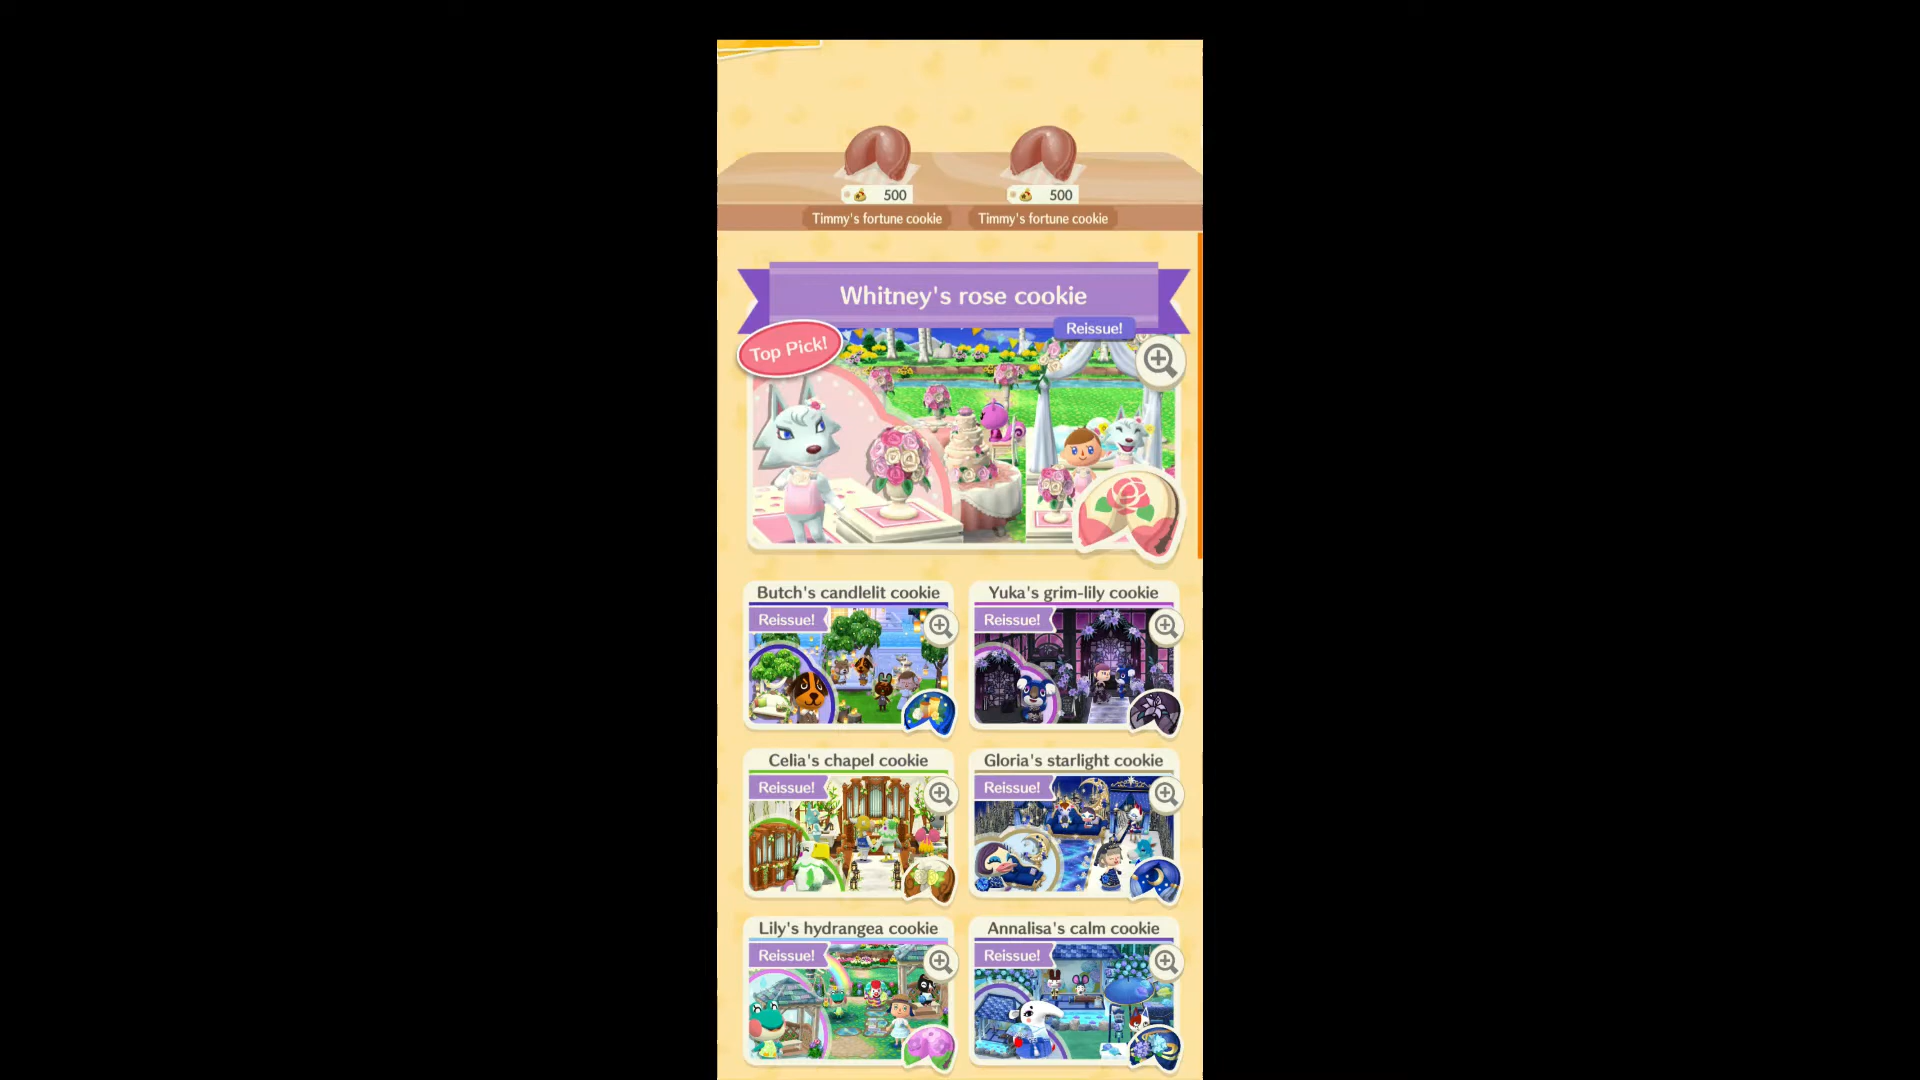 500
500
Timmy's fortune cookie
Timmy's fortune cookie
Whitney's rose cookie
Reissue!
Top Pick!
Butch's candlelit cookie
Yuka's grim-lily cookie
Reissue!
Reissue!
Celia's chapel cookie
Gloria's starlight cookie
Reissue!
Reissue!
Lily's hydrangea cookie
Annalisa's calm cookie
Reissue!
Reissue!